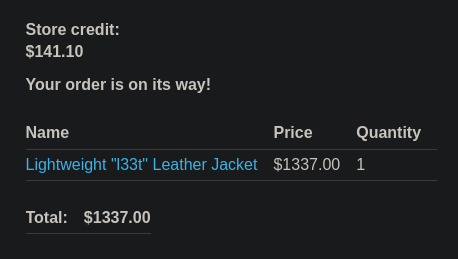 Store credit:
$141.10
Your order is on its way!
Name Price Quantity
Lightweight "l33t" Leather Jacket $1337.00 1
Total: $1337.00